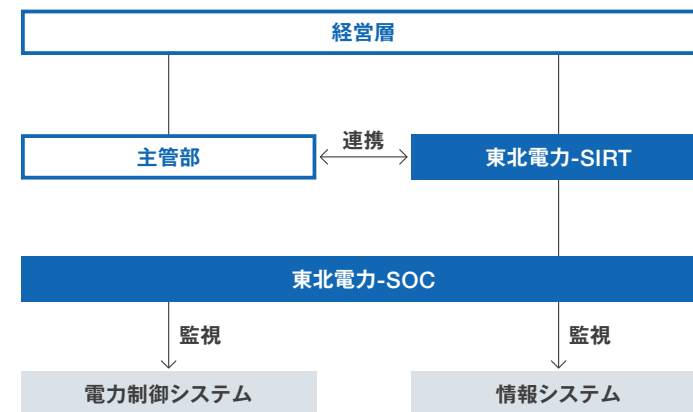 経営層
連携
主管部
東北電力-SIRT
東北電力-SOC
監視
監視
電力制御システム
情報システム